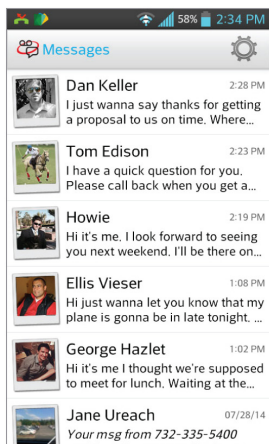 58% 2:34 PM
Messages
Dan Keller 2:28 PM
I just wanna say thanks for getting
a proposal to us on time. Where...
Tom Edison 2:23 PM
I have a quick question for you.
Please call back when you get a...
Howie 2:19 PM
Hi it's me. I look forward to seeing
you next weekend. I'll be there on...
Ellis Vieser 1:08 PM
Hi just wanna let you know that my
plane is gonna be in late tonight. ...
George Hazlet 1:02 PM
Hi it's me I thought we're supposed
to meet for lunch. Waiting at the...
Jane Ureach 07/28/14
Your msg from 732-335-5400